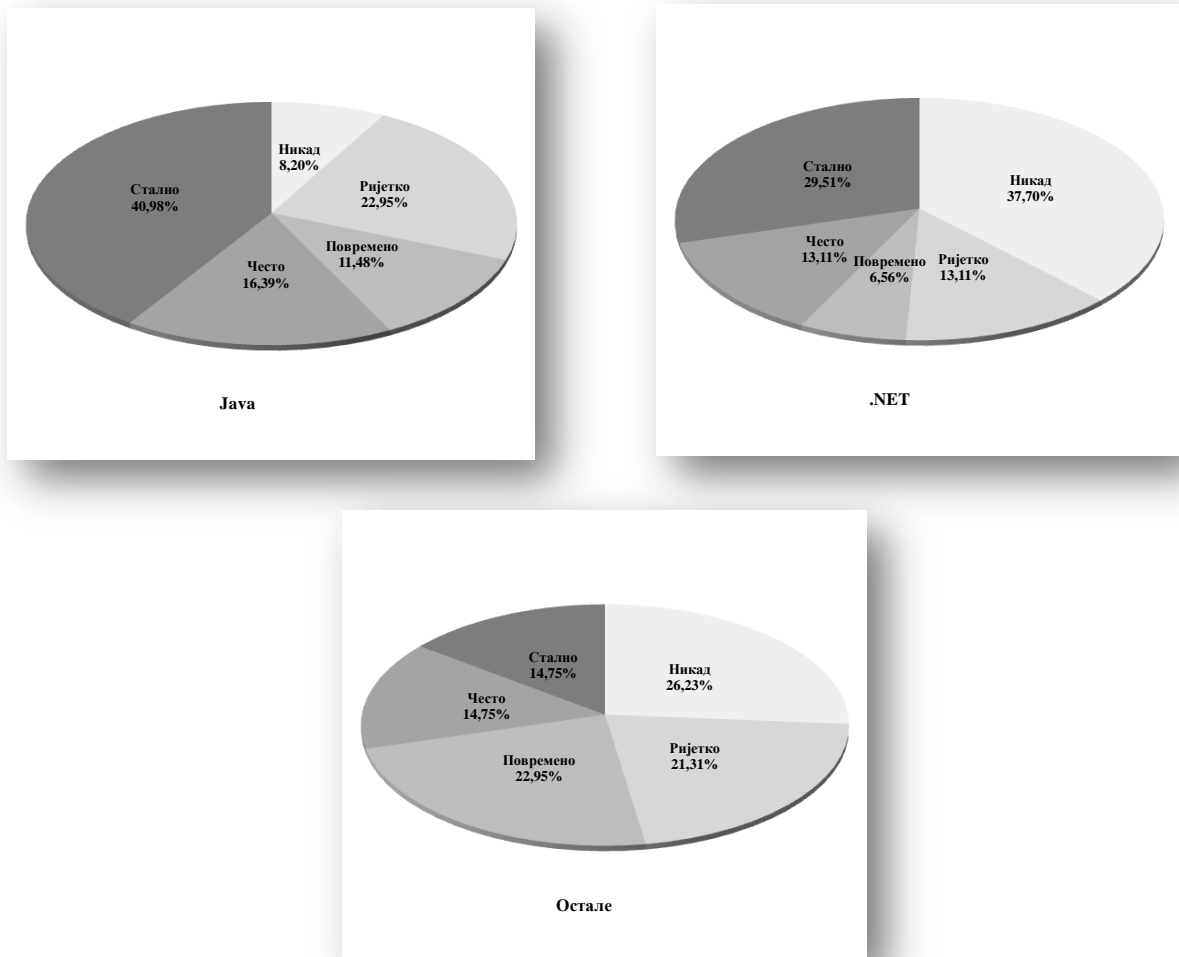 Никад
8,20%
Ријетко
22,95%
Повремено
11,48%
Често
16,39%
Стално
40,98%
Java
Никад
37,70%
Ријетко
13,11%
Повремено
6,56%
Често
13,11%
Стално
29,51%
.NET
Никад
26,23%
Ријетко
21,31%
Повремено
22,95%
Често
14,75%
Стално
14,75%
Остале